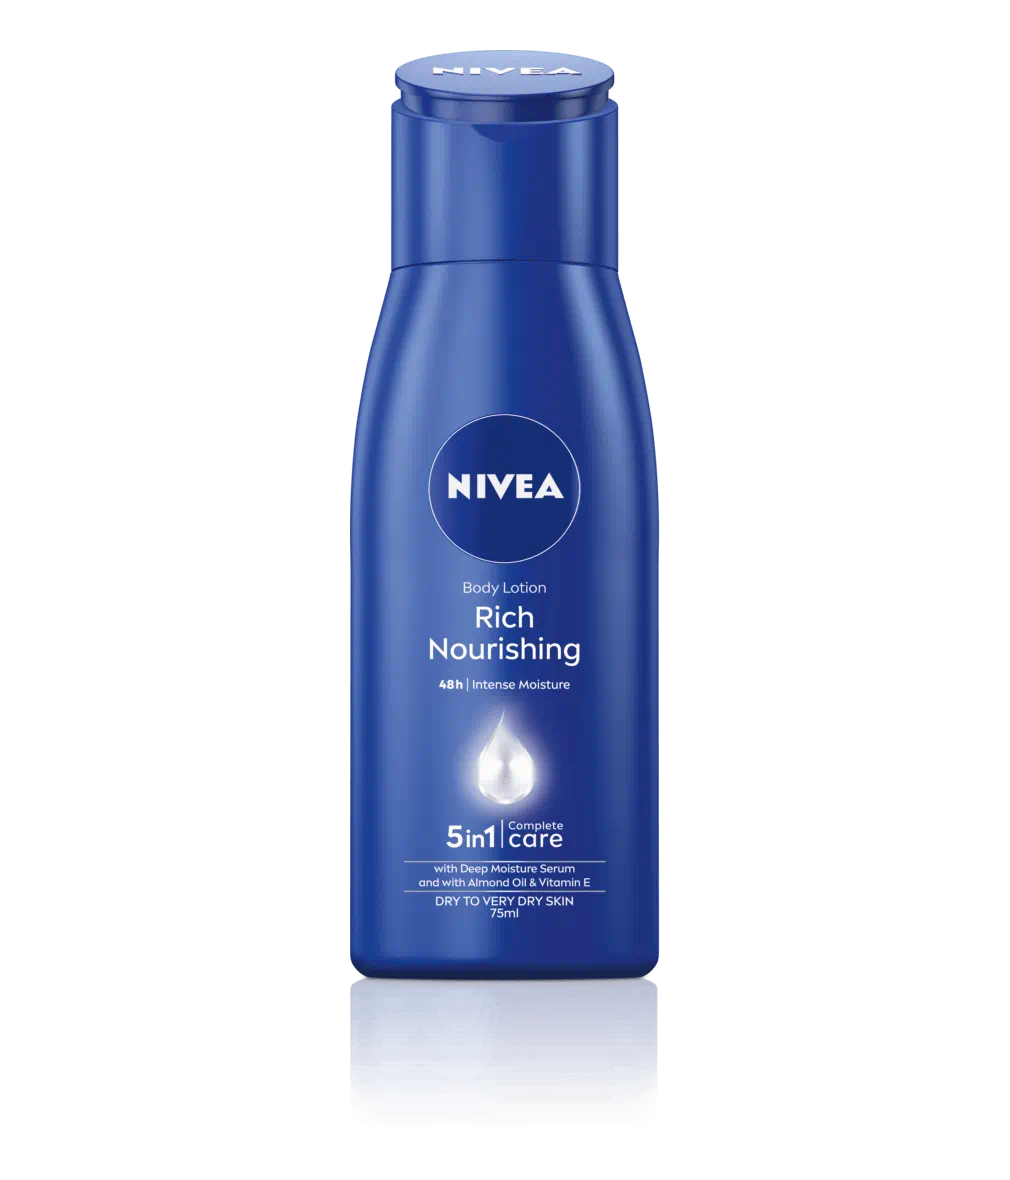 NIVEA
NIVEA
Body Lotion
Rich
Nourishing
48h | Intense Moisture
5in1 | Complete care
with Deep Moisture Serum
and with Almond Oil & Vitamin E
DRY TO VERY DRY SKIN
75ml